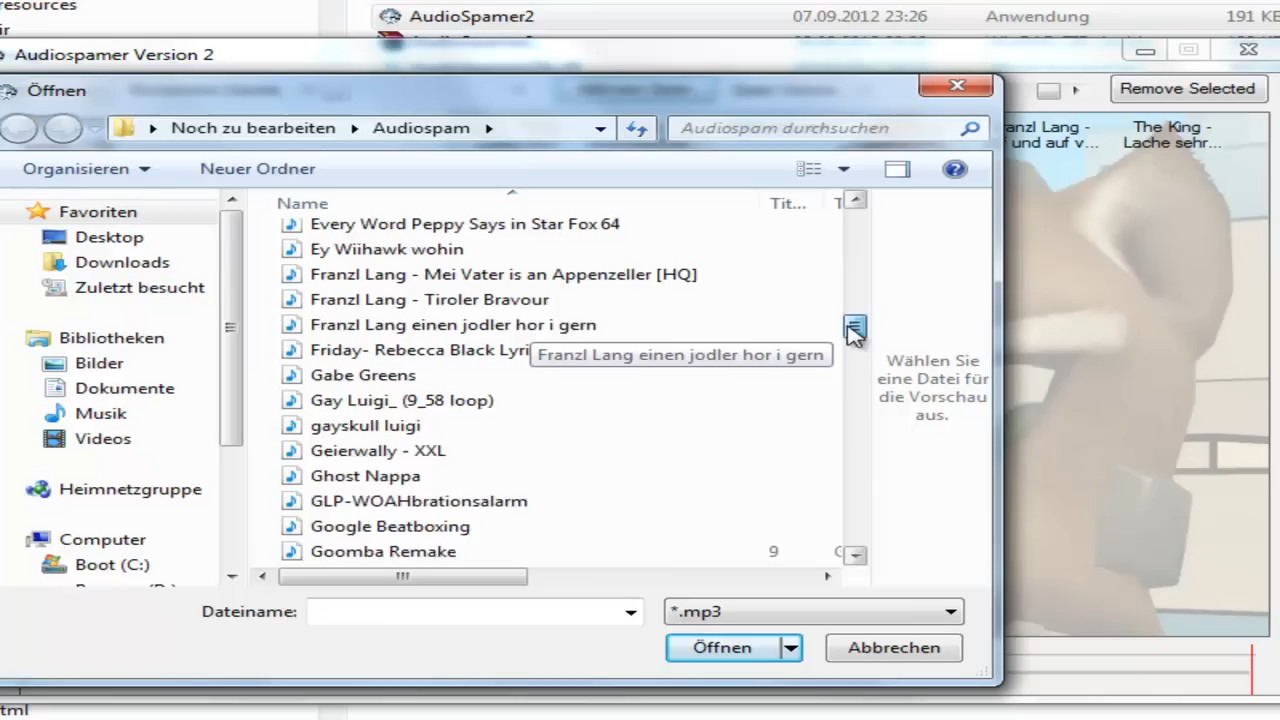 resources
AudioSpamer2 07.09.2012 23:26 Anwendung 191 KB
Audiospamer Version 2
Öffnen
Remove Selected
Noch zu bearbeiten Audiospam
Audiospam durchsuchen
anzl Lang - The King -
f und auf v... Lache sehr...
Organisieren Neuer Ordner
Name Tit...
Favoriten
Desktop
Downloads
Zuletzt besucht
Bibliotheken
Bilder
Dokumente
Musik
Videos
Heimnetzgruppe
Computer
Boot (C:)
Every Word Peppy Says in Star Fox 64
Ey Wiihawk wohin
Franzl Lang - Mei Vater is an Appenzeller [HQ]
Franzl Lang - Tiroler Bravour
Franzl Lang einen jodler hor i gern
Friday- Rebecca Black Lyri
Franzl Lang einen jodler hor i gern
Gabe Greens
Gay Luigi_ (9_58 loop)
gayskull luigi
Geierwally - XXL
Ghost Nappa
GLP-WOAHbrationsalarm
Google Beatboxing
Goomba Remake 9
Wählen Sie
eine Datei für
die Vorschau
aus.
Dateiname: *.mp3
Öffnen Abbrechen
tml